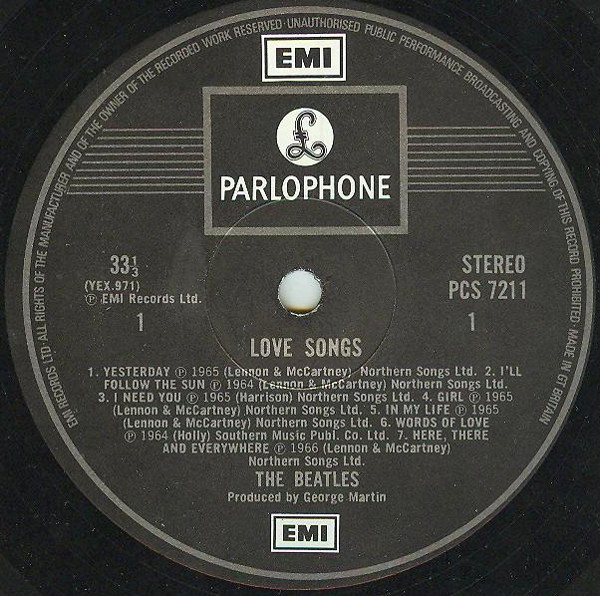 EMI RECORDS LTD·ALL RIGHTS OF THE MANUFACTURER AND OF THE OWNER OF THE RECORDED WORK RESERVED·UNAUTHORISED PUBLIC PERFORMANCE BROADCASTING AND COPYING OF THIS RECORD PROHIBITED·MADE IN GT BRITAIN
EMI
£
PARLOPHONE
33⅓
(YEX.971)
℗ EMI Records Ltd.
1
STEREO
PCS 7211
1
LOVE SONGS
1. YESTERDAY ℗ 1965 (Lennon & McCartney) Northern Songs Ltd. 2. I'LL
FOLLOW THE SUN ℗ 1964 (Lennon & McCartney) Northern Songs Ltd.
3. I NEED YOU ℗ 1965 (Harrison) Northern Songs Ltd. 4. GIRL ℗ 1965
(Lennon & McCartney) Northern Songs Ltd. 5. IN MY LIFE ℗ 1965
(Lennon & McCartney) Northern Songs Ltd. 6. WORDS OF LOVE
℗ 1964 (Holly) Southern Music Publ. Co. Ltd. 7. HERE, THERE
AND EVERYWHERE ℗ 1966 (Lennon & McCartney)
Northern Songs Ltd.
THE BEATLES
Produced by George Martin
EMI